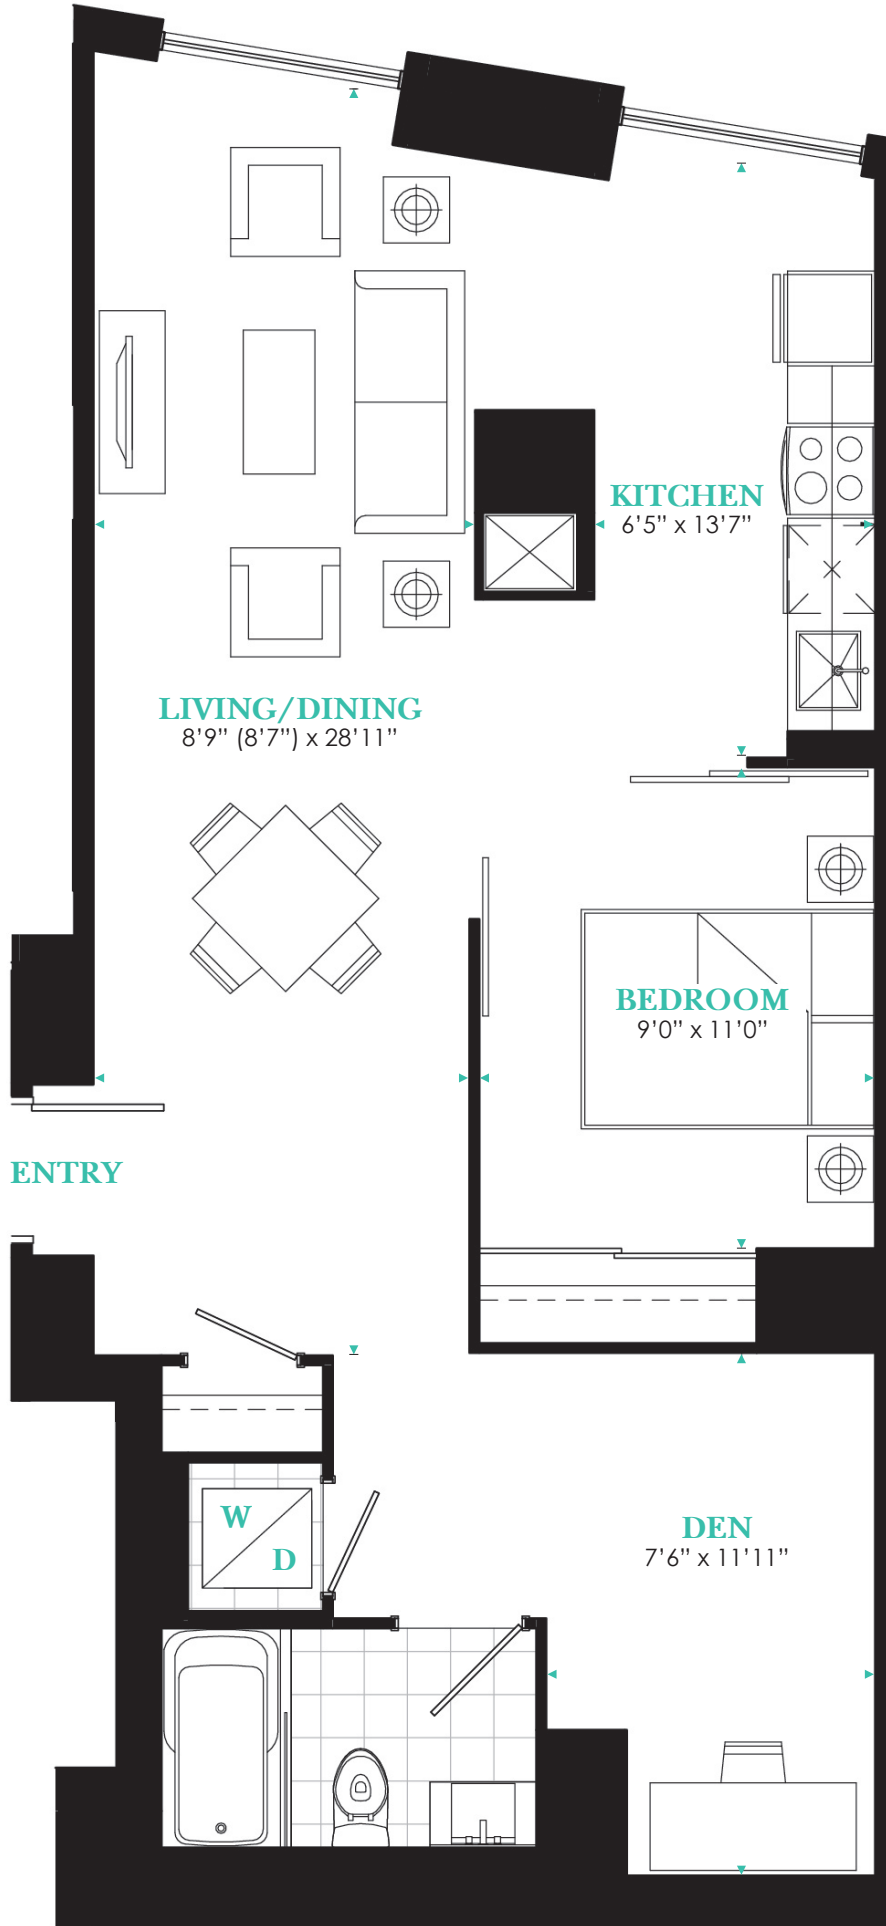 KITCHEN
6’5” x 13’7”
LIVING/DINING
8’9” (8’7”) x 28’11”
BEDROOM
9’0” x 11’0”
ENTRY
W
D
DEN
7’6” x 11’11”